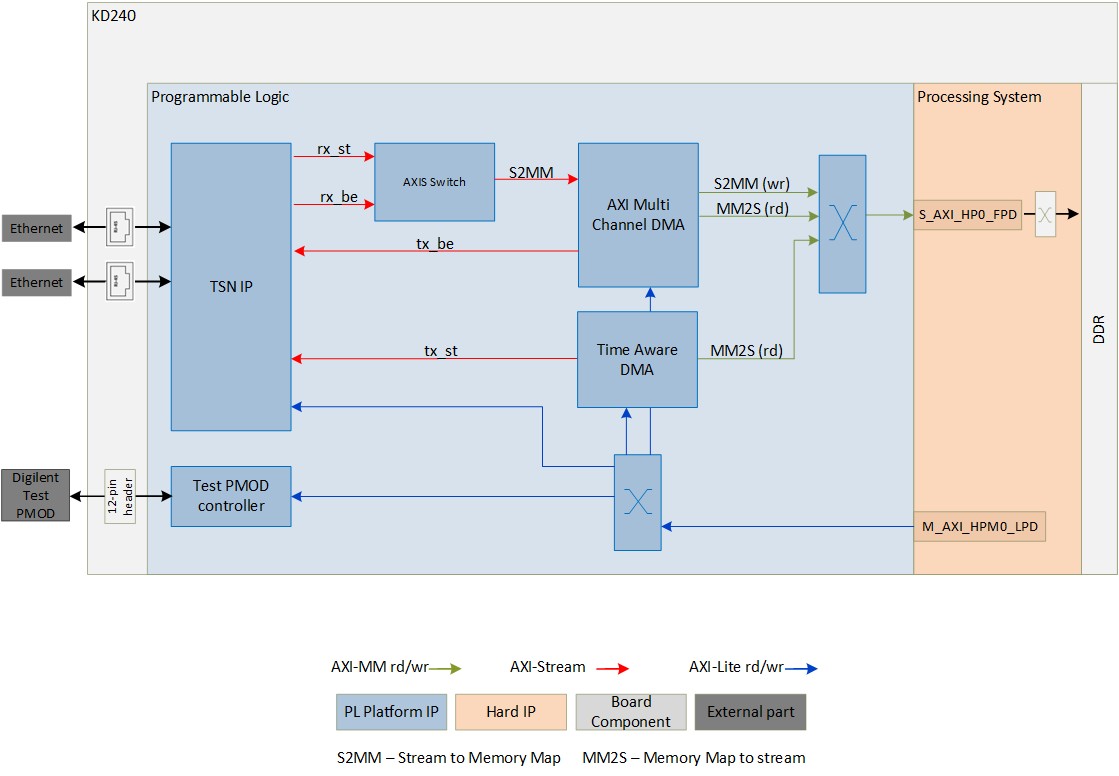 KD240
Programmable Logic
Processing System
rx_st
S2MM
AXIS Switch
rx_be
AXI Multi
Channel DMA
S2MM (wr)
MM2S (rd)
S_AXI_HP0_FPD
Ethernet
RJ-45
tx_be
Ethernet
RJ-45
TSN IP
DDR
tx_st
Time Aware
DMA
MM2S (rd)
Digilent
Test
PMOD
12-pin
header
Test PMOD
controller
M_AXI_HPM0_LPD
AXI-MM rd/wr
AXI-Stream
AXI-Lite rd/wr
PL Platform IP
Hard IP
Board
Component
External part
S2MM – Stream to Memory Map
MM2S – Memory Map to stream